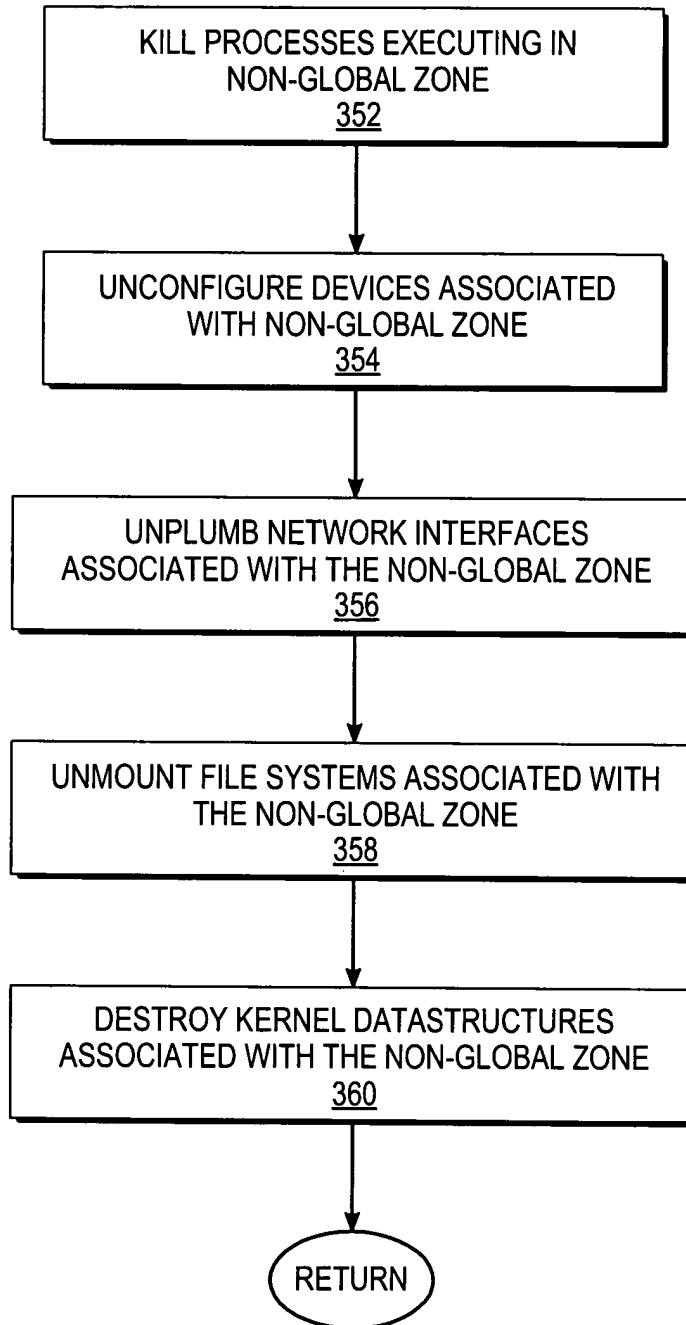 KILL PROCESSES EXECUTING IN
NON-GLOBAL ZONE
352
UNCONFIGURE DEVICES ASSOCIATED
WITH NON-GLOBAL ZONE
354
UNPLUMB NETWORK INTERFACES
ASSOCIATED WITH THE NON-GLOBAL ZONE
356
UNMOUNT FILE SYSTEMS ASSOCIATED WITH
THE NON-GLOBAL ZONE
358
DESTROY KERNEL DATASTRUCTURES
ASSOCIATED WITH THE NON-GLOBAL ZONE
360
RETURN